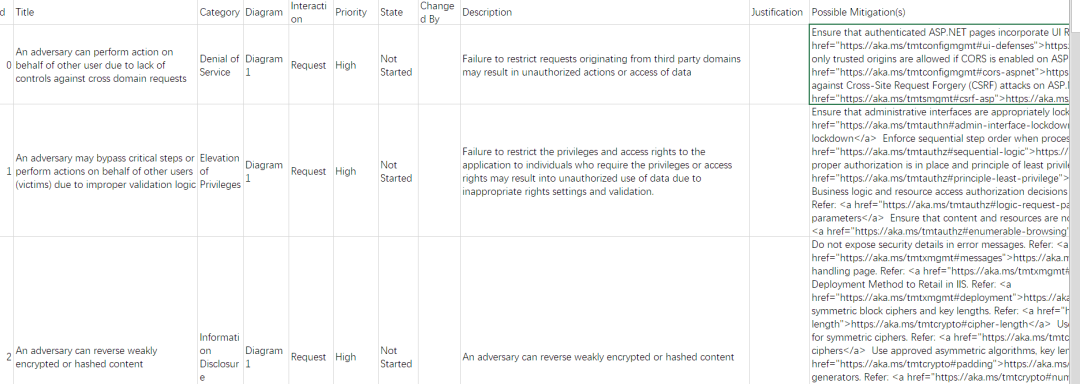 d Title Category Diagram Interacti on Priority State Change d By Description Justification Possible Mitigation(s)
0
An adversary can perform action on
behalf of other user due to lack of
controls against cross domain requests
Denial of
Service
Diagram
1
Request
High
Not
Started
Failure to restrict requests originating from third party domains
may result in unauthorized actions or access of data
Ensure that authenticated ASP.NET pages incorporate UI R
href="https://aka.ms/tmtconfigmgmt#ui-defenses">https:
only trusted origins are allowed if CORS is enabled on ASP
href="https://aka.ms/tmtconfigmgmt#cors-aspnet">https
against Cross-Site Request Forgery (CSRF) attacks on ASP.
href="https://aka.ms/tmtsmgmt#csrf-asp">https://aka.ms
1
An adversary may bypass critical steps or
perform actions on behalf of other users
(victims) due to improper validation logic
Elevation
of
Privileges
Diagram
1
Request
High
Not
Started
Failure to restrict the privileges and access rights to the
application to individuals who require the privileges or access
rights may result into unauthorized use of data due to
inappropriate rights settings and validation.
Ensure that administrative interfaces are appropriately lock
href="https://aka.ms/tmtauthn#admin-interface-lockdown
lockdown</a> Enforce sequential step order when proces
href="https://aka.ms/tmtauthz#sequential-logic">https://
proper authorization is in place and principle of least privile
href="https://aka.ms/tmtauthz#principle-least-privilege">
Business logic and resource access authorization decisions
Refer: <a href="https://aka.ms/tmtauthz#logic-request-pa
parameters</a> Ensure that content and resources are no
<a href="https://aka.ms/tmtauthz#enumerable-browsing"
2
An adversary can reverse weakly
encrypted or hashed content
Informati
on
Disclosur
e
Diagram
1
Request
High
Not
Started
An adversary can reverse weakly encrypted or hashed content
Do not expose security details in error messages. Refer: <a
href="https://aka.ms/tmtxmgmt#messages">https://aka.m
handling page. Refer: <a href="https://aka.ms/tmtxmgmt#
Deployment Method to Retail in IIS. Refer: <a
href="https://aka.ms/tmtxmgmt#deployment">https://aka
symmetric block ciphers and key lengths. Refer: <a href="h
length">https://aka.ms/tmtcrypto#cipher-length</a> Use
for symmetric ciphers. Refer: <a href="https://aka.ms/tmtc
ciphers</a> Use approved asymmetric algorithms, key len
href="https://aka.ms/tmtcrypto#padding">https://aka.ms/
generators. Refer: <a href="https://aka.ms/tmtcrypto#num